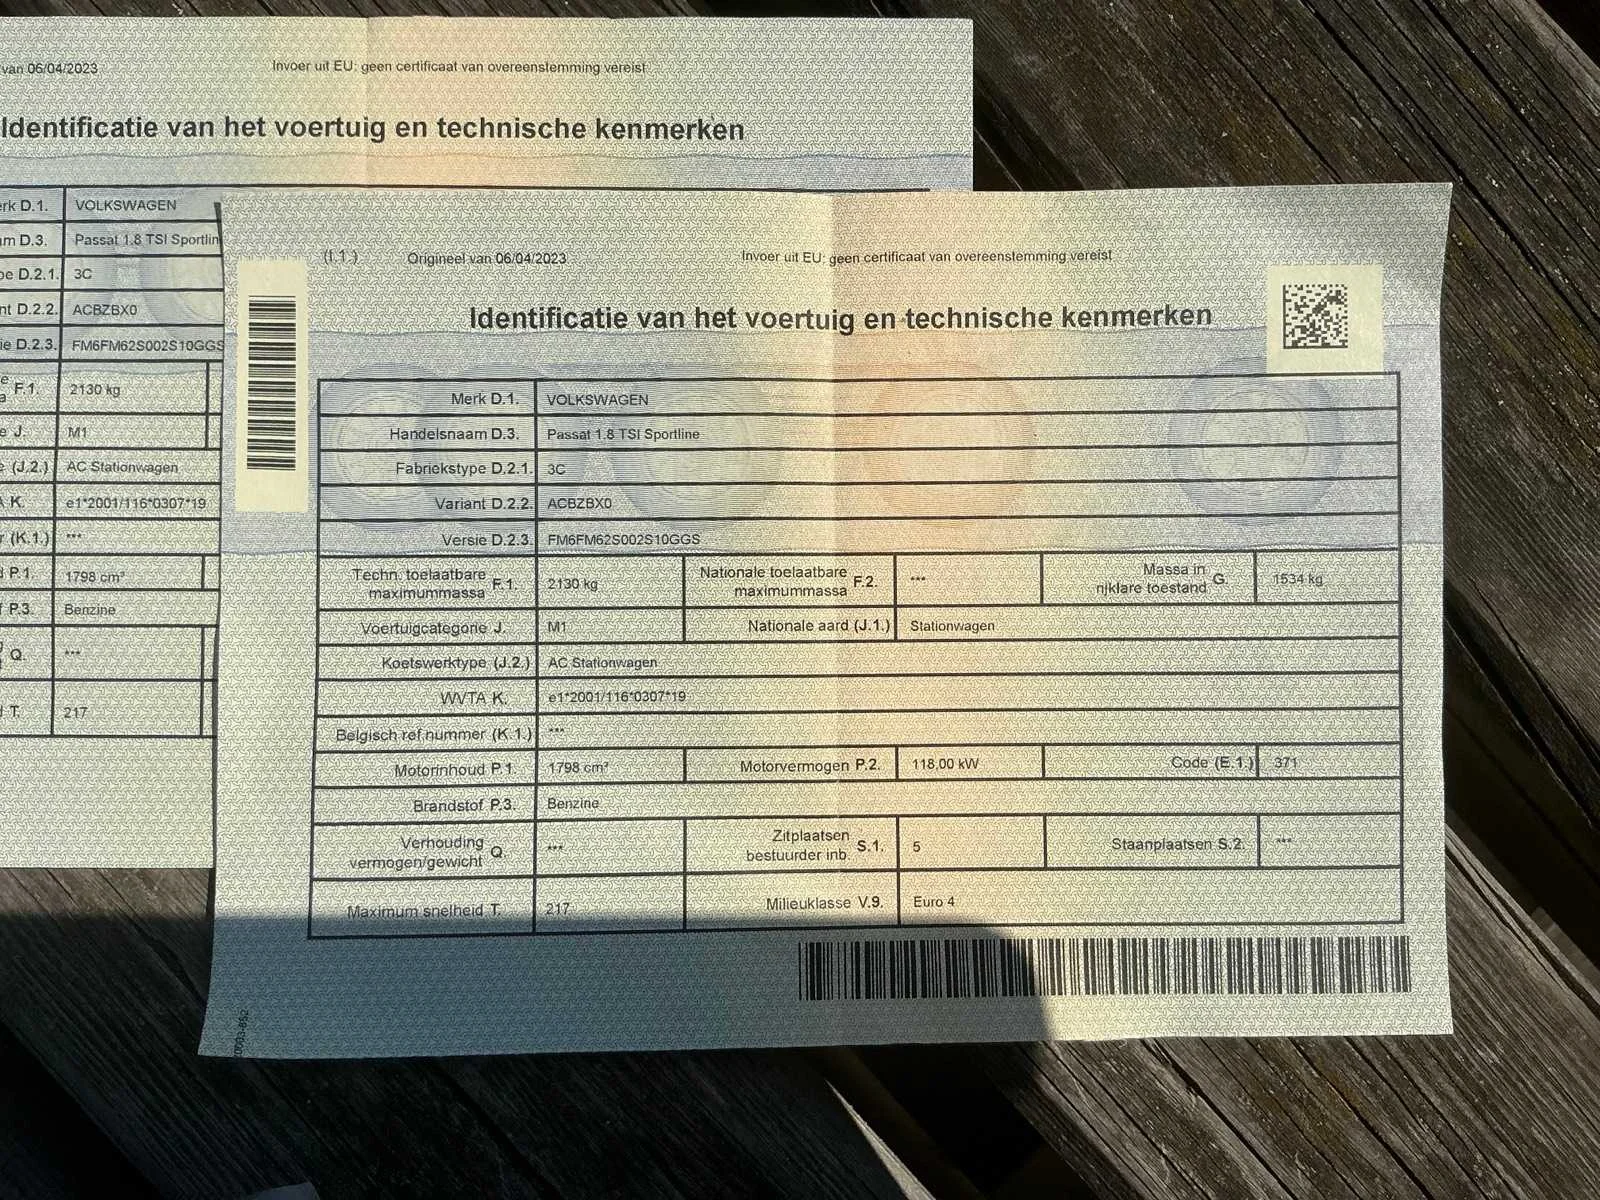 van 06/04/2023 Invoer uit EU: geen certificaat van overeenstemming vereist
Identificatie van het voertuig en technische kenmerken
rk D.1. VOLKSWAGEN
m D.3. Passat 1.8 TSI Sportlin
pe D.2.1. 3C
nt D.2.2. ACBZBX0
ie D.2.3. FM6FM62S002S10GGS
F.1. 2130 kg
e J. M1
e (J.2.) AC Stationwagen
A K. e1*2001/116*0307*19
r (K.1.) ***
d P.1. 1798 cm³
f P.3. Benzine
Q. ***
d T. 217
(I.1.) Origineel van 06/04/2023 Invoer uit EU: geen certificaat van overeenstemming vereist
Identificatie van het voertuig en technische kenmerken
Merk D.1. VOLKSWAGEN
Handelsnaam D.3. Passat 1.8 TSI Sportline
Fabriekstype D.2.1. 3C
Variant D.2.2. ACBZBX0
Versie D.2.3. FM6FM62S002S10GGS
Techn. toelaatbare maximummassa F.1. 2130 kg Nationale toelaatbare maximummassa F.2. *** Massa in rijklare toestand G. 1534 kg
Voertuigcategorie J. M1 Nationale aard (J.1.) Stationwagen
Koetswerktype (J.2.) AC Stationwagen
WVTA K. e1*2001/116*0307*19
Belgisch ref.nummer (K.1.) ***
Motorinhoud P.1. 1798 cm³ Motorvermogen P.2. 118,00 kW Code (E.1.) 371
Brandstof P.3. Benzine
Verhouding vermogen/gewicht Q. *** Zitplaatsen bestuurder inb. S.1. 5 Staanplaatsen S.2. ***
Maximum snelheid T. 217 Milieuklasse V.9. Euro 4